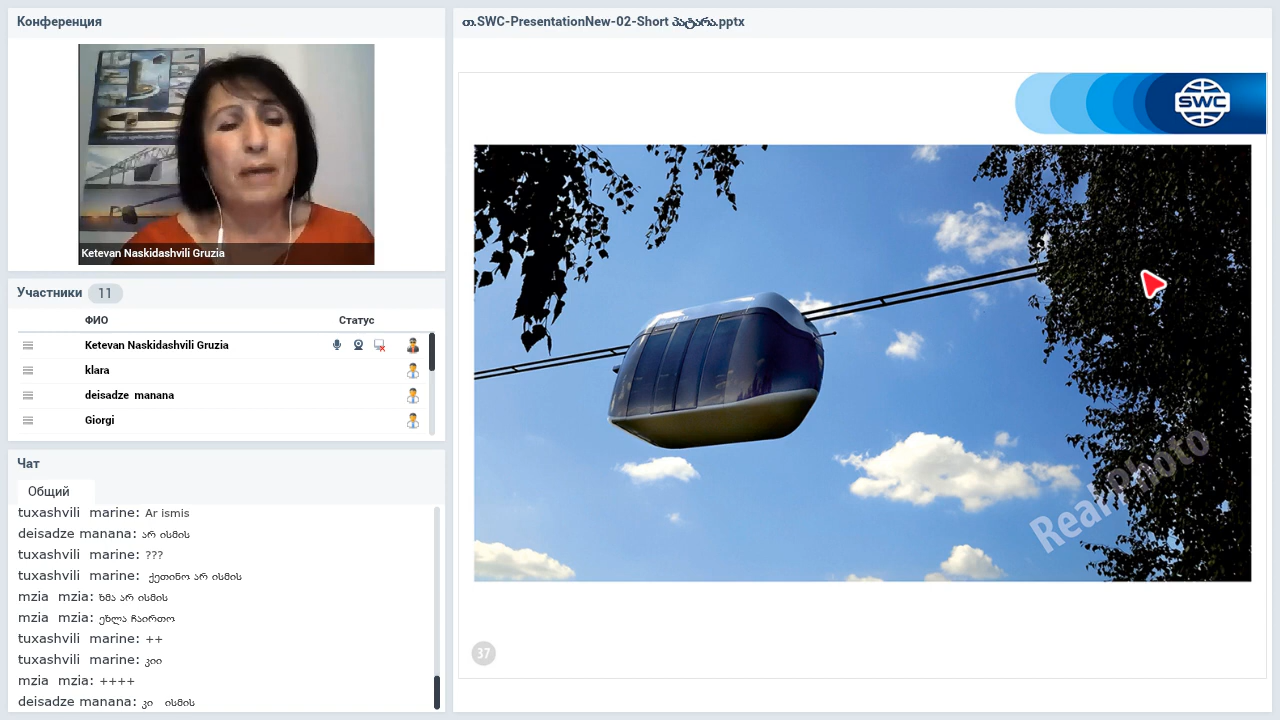 Конференция
Ketevan Naskidashvili Gruzia
Участники 11
ФИО Статус
Ketevan Naskidashvili Gruzia
klara
deisadze manana
Giorgi
Чат
Общий
tuxashvili marine: Ar ismis
deisadze manana: არ ისმის
tuxashvili marine: ???
tuxashvili marine: ქეთინო არ ისმის
mzia mzia: ხმა არ ისმის
mzia mzia: ეხლა ჩაირთო
tuxashvili marine: ++
tuxashvili marine: კიი
mzia mzia: ++++
deisadze manana: კი ისმის
თ.SWC-PresentationNew-02-Short პატარა.pptx
SWC
Real Photo
37